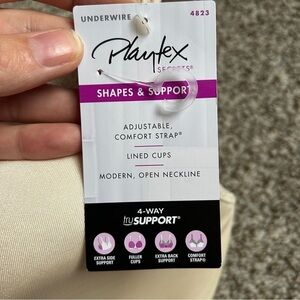 UNDERWIRE
4823
Playtex
SECRETS®
SHAPES & SUPPORT
ADJUSTABLE,
COMFORT STRAP®
LINED CUPS
MODERN, OPEN NECKLINE
4-WAY
trySUPPORT®
EXTRA SIDE SUPPORT
FULLER CUPS
EXTRA BACK SUPPORT
COMFORT STRAP®